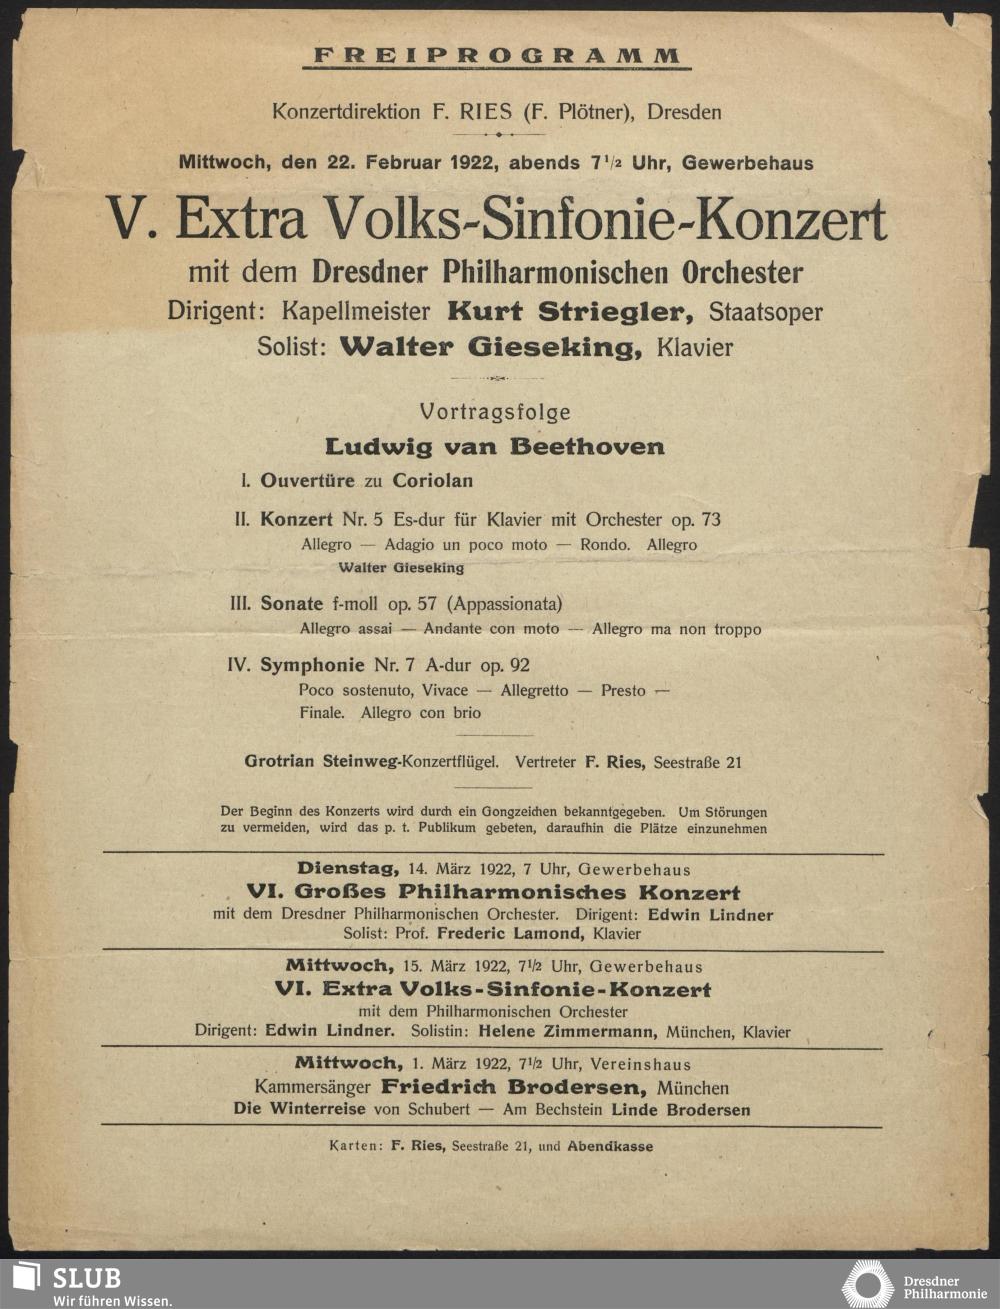 FREIPROGRAMM
Konzertdirektion F. RIES (F. Plötner), Dresden
Mittwoch, den 22. Februar 1922, abends 7 1/2 Uhr, Gewerbehaus
V. Extra Volks-Sinfonie-Konzert
mit dem Dresdner Philharmonischen Orchester
Dirigent: Kapellmeister Kurt Striegler, Staatsoper
Solist: Walter Gieseking, Klavier
Vortragsfolge
Ludwig van Beethoven
I. Ouvertüre zu Coriolan
II. Konzert Nr. 5 Es-dur für Klavier mit Orchester op. 73
Allegro — Adagio un poco moto — Rondo. Allegro
Walter Gieseking
III. Sonate f-moll op. 57 (Appassionata)
Allegro assai — Andante con moto — Allegro ma non troppo
IV. Symphonie Nr. 7 A-dur op. 92
Poco sostenuto, Vivace — Allegretto — Presto —
Finale. Allegro con brio
Grotrian Steinweg-Konzertflügel. Vertreter F. Ries, Seestraße 21
Der Beginn des Konzerts wird durch ein Gongzeichen bekanntgegeben. Um Störungen
zu vermeiden, wird das p. t. Publikum gebeten, daraufhin die Plätze einzunehmen
Dienstag, 14. März 1922, 7 Uhr, Gewerbehaus
VI. Großes Philharmonisches Konzert
mit dem Dresdner Philharmonischen Orchester. Dirigent: Edwin Lindner
Solist: Prof. Frederic Lamond, Klavier
Mittwoch, 15. März 1922, 7 1/2 Uhr, Gewerbehaus
VI. Extra Volks-Sinfonie-Konzert
mit dem Philharmonischen Orchester
Dirigent: Edwin Lindner. Solistin: Helene Zimmermann, München, Klavier
Mittwoch, 1. März 1922, 7 1/2 Uhr, Vereinshaus
Kammersänger Friedrich Brodersen, München
Die Winterreise von Schubert — Am Bechstein Linde Brodersen
Karten: F. Ries, Seestraße 21, und Abendkasse
SLUB
Wir führen Wissen.
Dresdner
Philharmonie